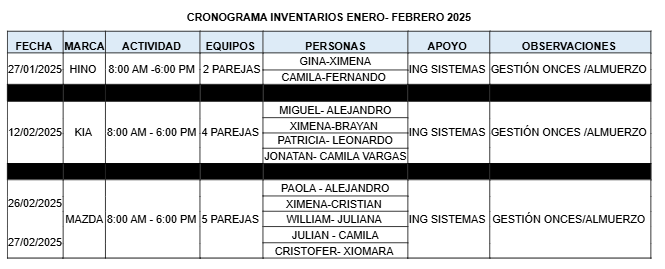 CRONOGRAMA INVENTARIOS ENERO- FEBRERO 2025
FECHA MARCA ACTIVIDAD EQUIPOS PERSONAS APOYO OBSERVACIONES
27/01/2025 HINO 8:00 AM -6:00 PM 2 PAREJAS GINA-XIMENA ING SISTEMAS GESTIÓN ONCES /ALMUERZO
CAMILA-FERNANDO
12/02/2025 KIA 8:00 AM - 6:00 PM 4 PAREJAS MIGUEL- ALEJANDRO ING SISTEMAS GESTIÓN ONCES /ALMUERZO
XIMENA-BRAYAN
PATRICIA- LEONARDO
JONATAN- CAMILA VARGAS
26/02/2025 MAZDA 8:00 AM - 6:00 PM 5 PAREJAS PAOLA - ALEJANDRO ING SISTEMAS GESTIÓN ONCES/ALMUERZO
XIMENA-CRISTIAN
WILLIAM- JULIANA
27/02/2025 JULIAN - CAMILA
CRISTOFER- XIOMARA